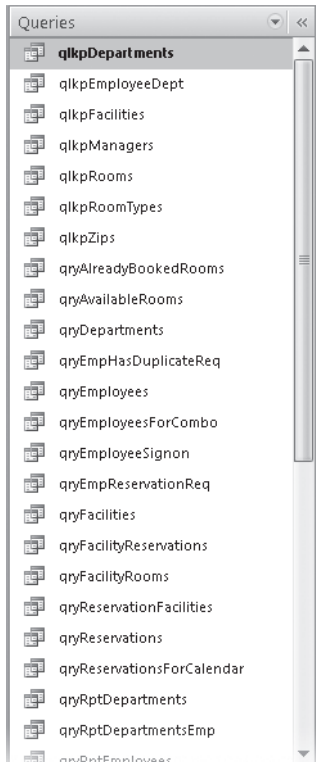 Queries
qlkpDepartments
qlkpEmployeeDept
qlkpFacilities
qlkpManagers
qlkpRooms
qlkpRoomTypes
qlkpZips
qryAlreadyBookedRooms
qryAvailableRooms
qryDepartments
qryEmpHasDuplicateReq
qryEmployees
qryEmployeesForCombo
qryEmployeeSignon
qryEmpReservationReq
qryFacilities
qryFacilityReservations
qryFacilityRooms
qryReservationFacilities
qryReservations
qryReservationsForCalendar
qryRptDepartments
qryRptDepartmentsEmp
qryRptEmployees